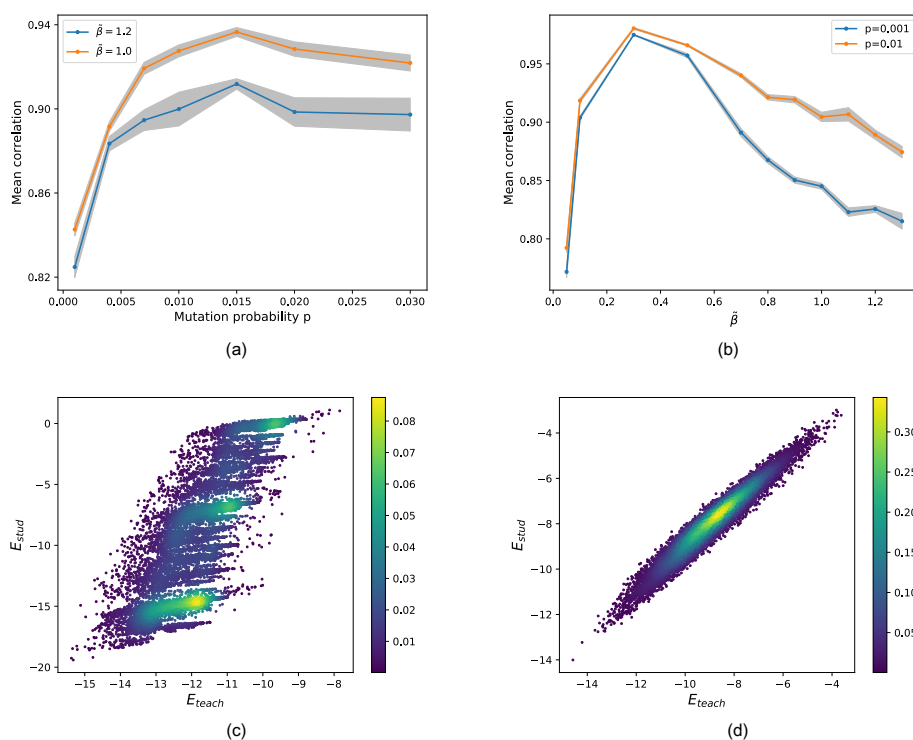 0.94
0.90
0.86
0.82
Mean correlation
β̃ = 1.2
β̃ = 1.0
0.000 0.005 0.010 0.015 0.020 0.025 0.030
Mutation probability p
(a)
0.95
0.90
0.85
0.80
Mean correlation
p=0.001
p=0.01
0.2 0.4 0.6 0.8 1.0 1.2
β̃
(b)
0
−5
−10
−15
−20
E_stud
−15 −14 −13 −12 −11 −10 −9 −8
E_teach
0.08
0.07
0.06
0.05
0.04
0.03
0.02
0.01
(c)
−4
−6
−8
−10
−12
−14
E_stud
−14 −12 −10 −8 −6 −4
E_teach
0.30
0.25
0.20
0.15
0.10
0.05
(d)